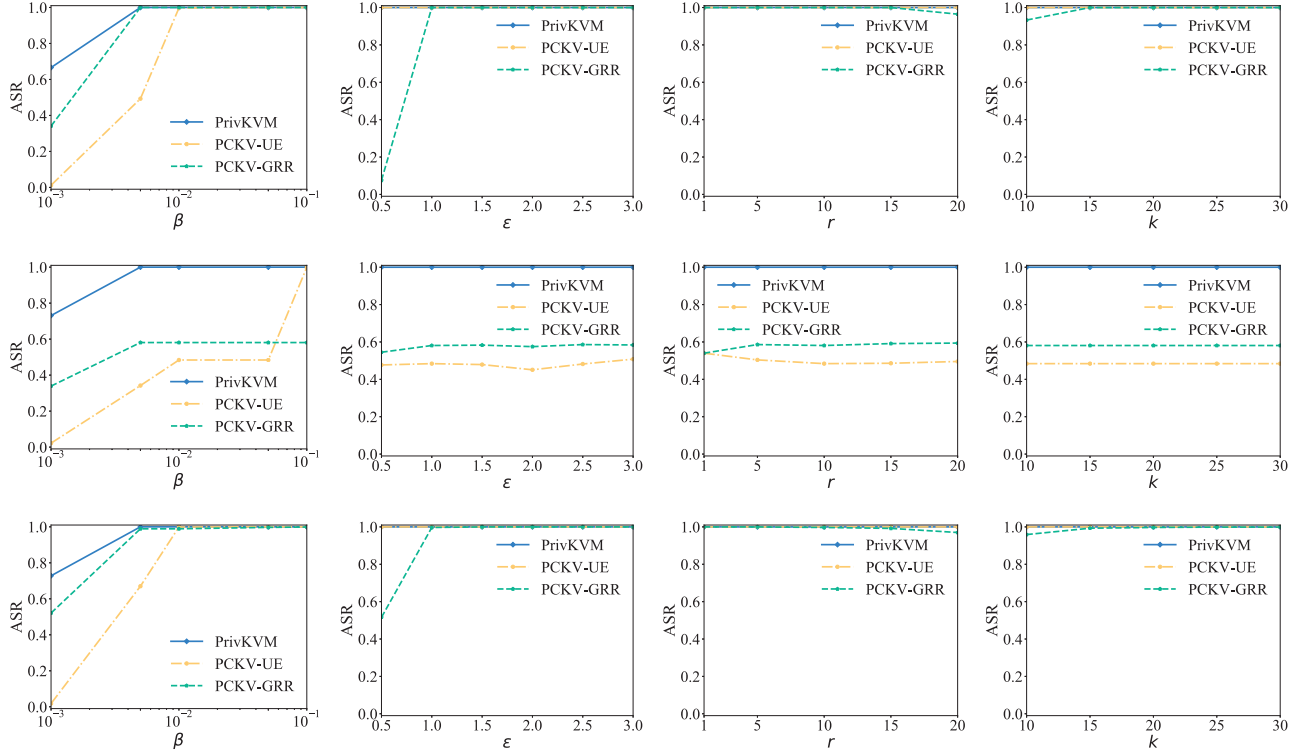 ASR
1.0
0.8
0.6
0.4
0.2
0.0
PrivKVM
PCKV-UE
PCKV-GRR
10⁻³
10⁻²
10⁻¹
β
ASR
1.0
0.8
0.6
0.4
0.2
0.0
PrivKVM
PCKV-UE
PCKV-GRR
0.5
1.0
1.5
2.0
2.5
3.0
ε
ASR
1.0
0.8
0.6
0.4
0.2
0.0
PrivKVM
PCKV-UE
PCKV-GRR
1
5
10
15
20
r
ASR
1.0
0.8
0.6
0.4
0.2
0.0
PrivKVM
PCKV-UE
PCKV-GRR
10
15
20
25
30
k
ASR
1.0
0.8
0.6
0.4
0.2
0.0
PrivKVM
PCKV-UE
PCKV-GRR
10⁻³
10⁻²
10⁻¹
β
ASR
1.0
0.8
0.6
0.4
0.2
0.0
PrivKVM
PCKV-UE
PCKV-GRR
0.5
1.0
1.5
2.0
2.5
3.0
ε
ASR
1.0
0.8
0.6
0.4
0.2
0.0
PrivKVM
PCKV-UE
PCKV-GRR
1
5
10
15
20
r
ASR
1.0
0.8
0.6
0.4
0.2
0.0
PrivKVM
PCKV-UE
PCKV-GRR
10
15
20
25
30
k
ASR
1.0
0.8
0.6
0.4
0.2
0.0
PrivKVM
PCKV-UE
PCKV-GRR
10⁻³
10⁻²
10⁻¹
β
ASR
1.0
0.8
0.6
0.4
0.2
0.0
PrivKVM
PCKV-UE
PCKV-GRR
0.5
1.0
1.5
2.0
2.5
3.0
ε
ASR
1.0
0.8
0.6
0.4
0.2
0.0
PrivKVM
PCKV-UE
PCKV-GRR
1
5
10
15
20
r
ASR
1.0
0.8
0.6
0.4
0.2
0.0
PrivKVM
PCKV-UE
PCKV-GRR
10
15
20
25
30
k